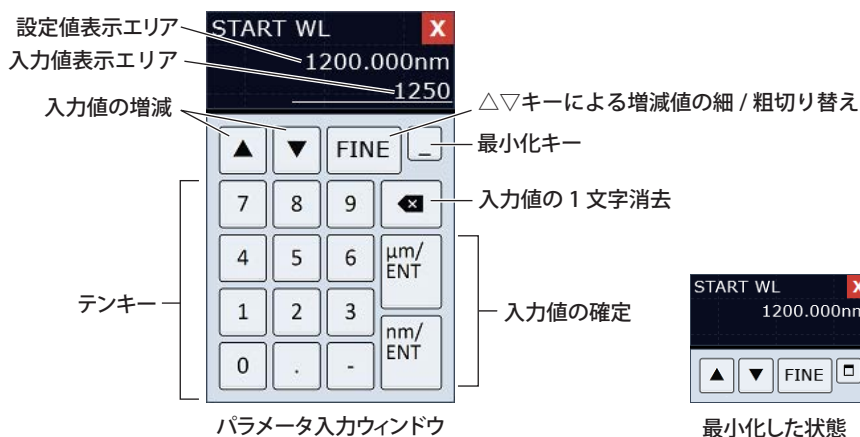 設定値表示エリア
入力値表示エリア
入力値の増減
テンキー
START WL
X
1200.000nm
1250
▲ ▼ FINE _
7 8 9
4 5 6 μm/
ENT
1 2 3 nm/
ENT
0 . -
△▽キーによる増減値の細 / 粗切り替え
最小化キー
入力値の 1 文字消去
入力値の確定
パラメータ入力ウィンドウ
START WL
X
1200.000nm
▲ ▼ FINE
最小化した状態